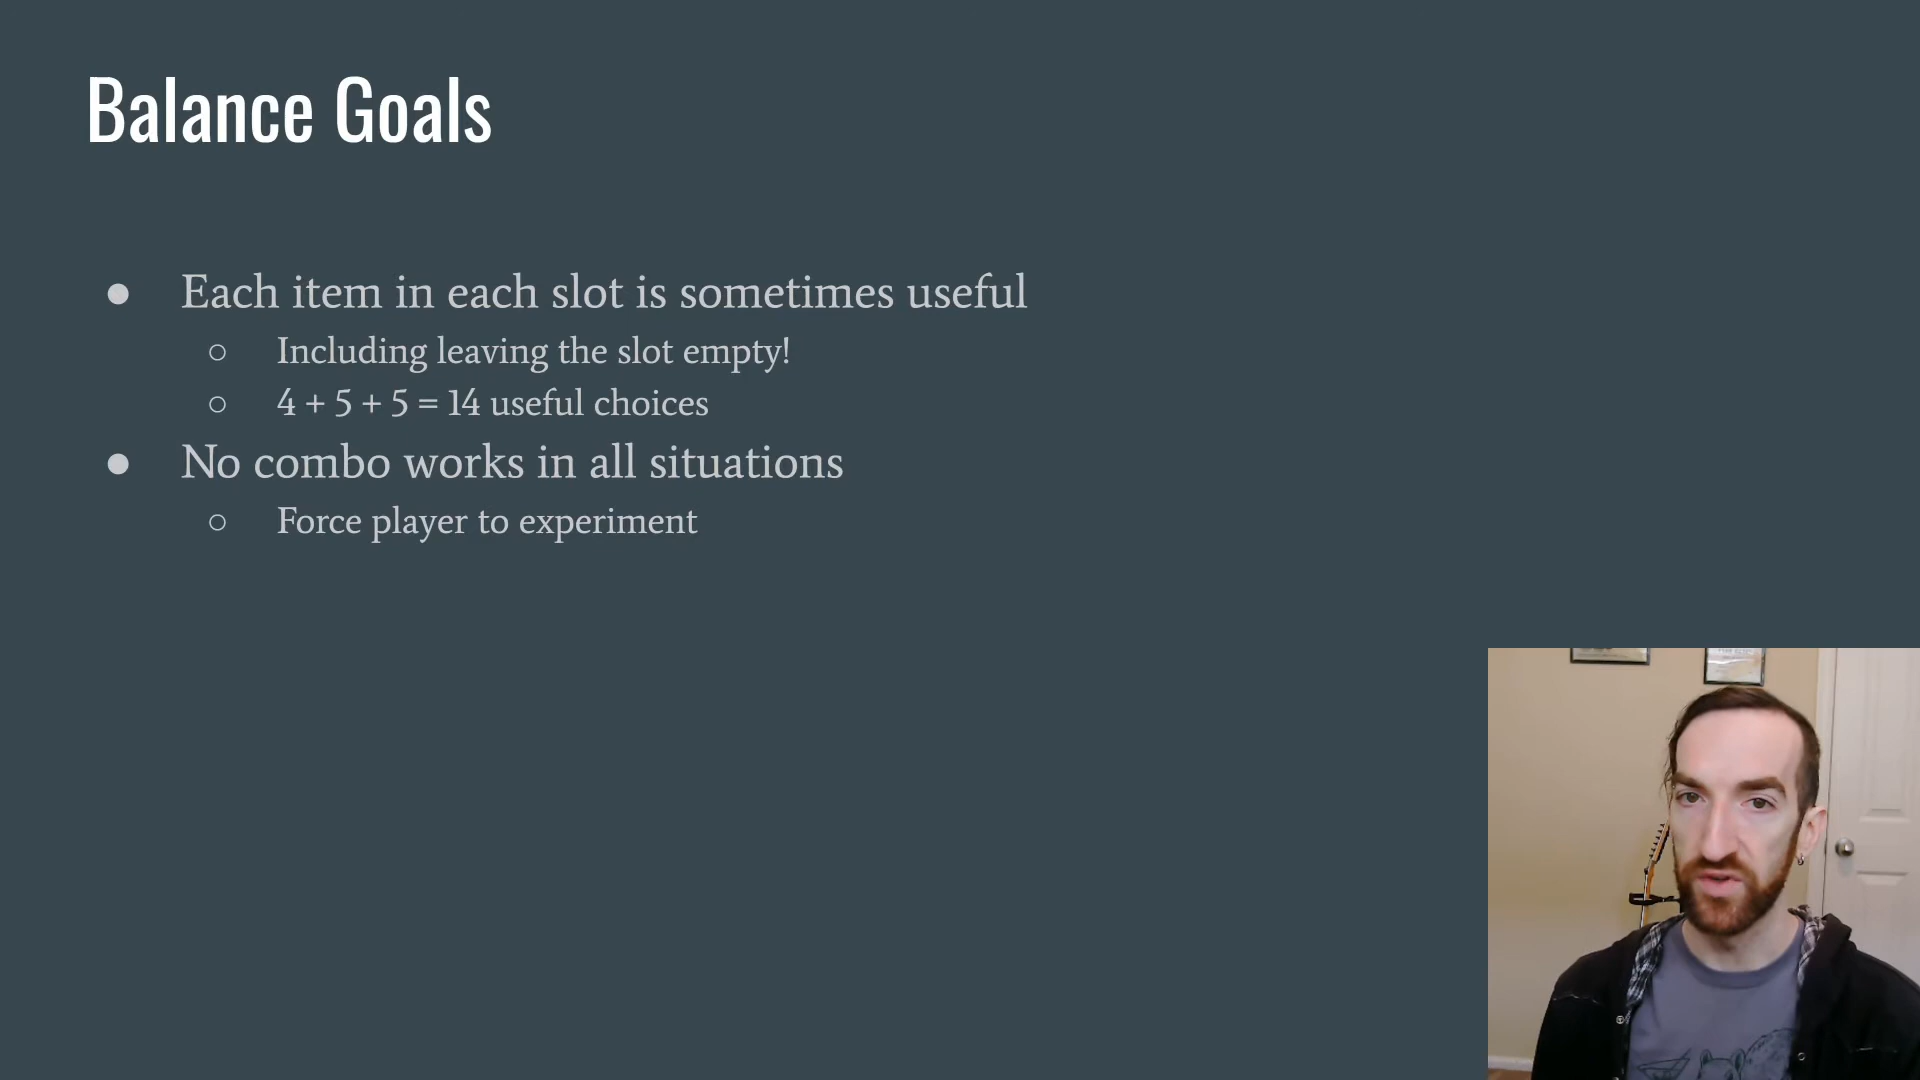 Balance Goals
● Each item in each slot is sometimes useful
○ Including leaving the slot empty!
○ 4 + 5 + 5 = 14 useful choices
● No combo works in all situations
○ Force player to experiment